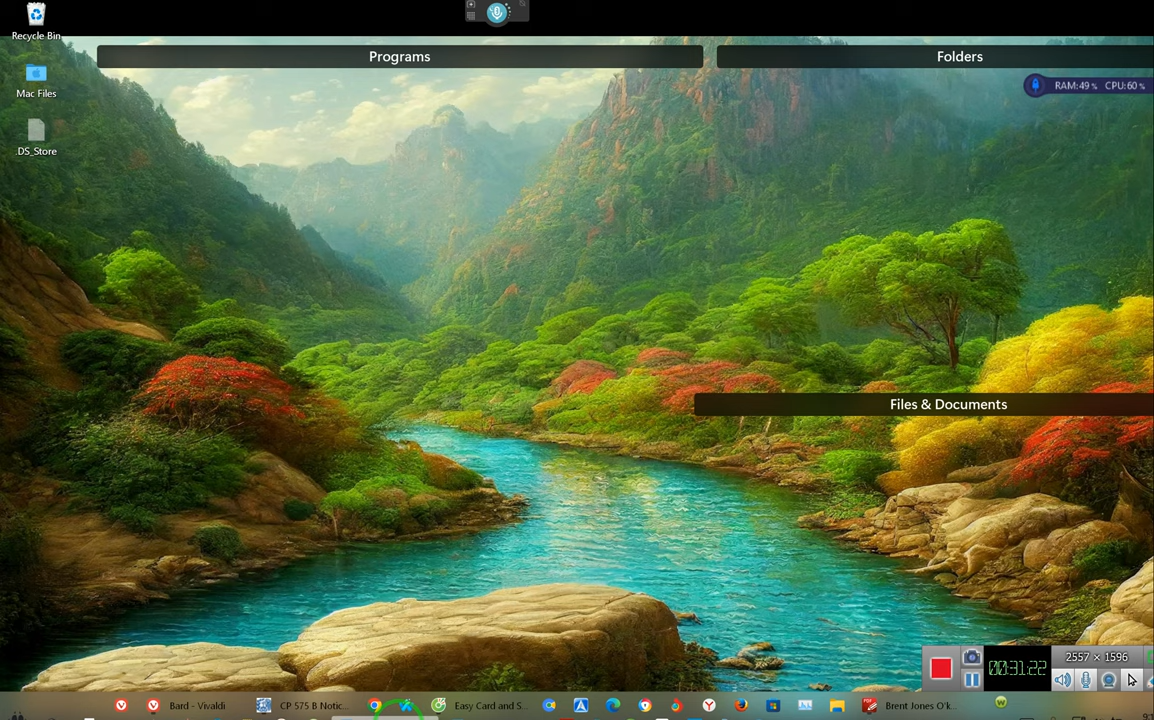 Recycle Bin
Programs
Folders
Mac Files
RAM:49% CPU:60%
.DS_Store
Files & Documents
00:31:22
2557 × 1596
Bard - Vivaldi
CP 575 B Notic...
Easy Card and S...
Brent Jones O'k...